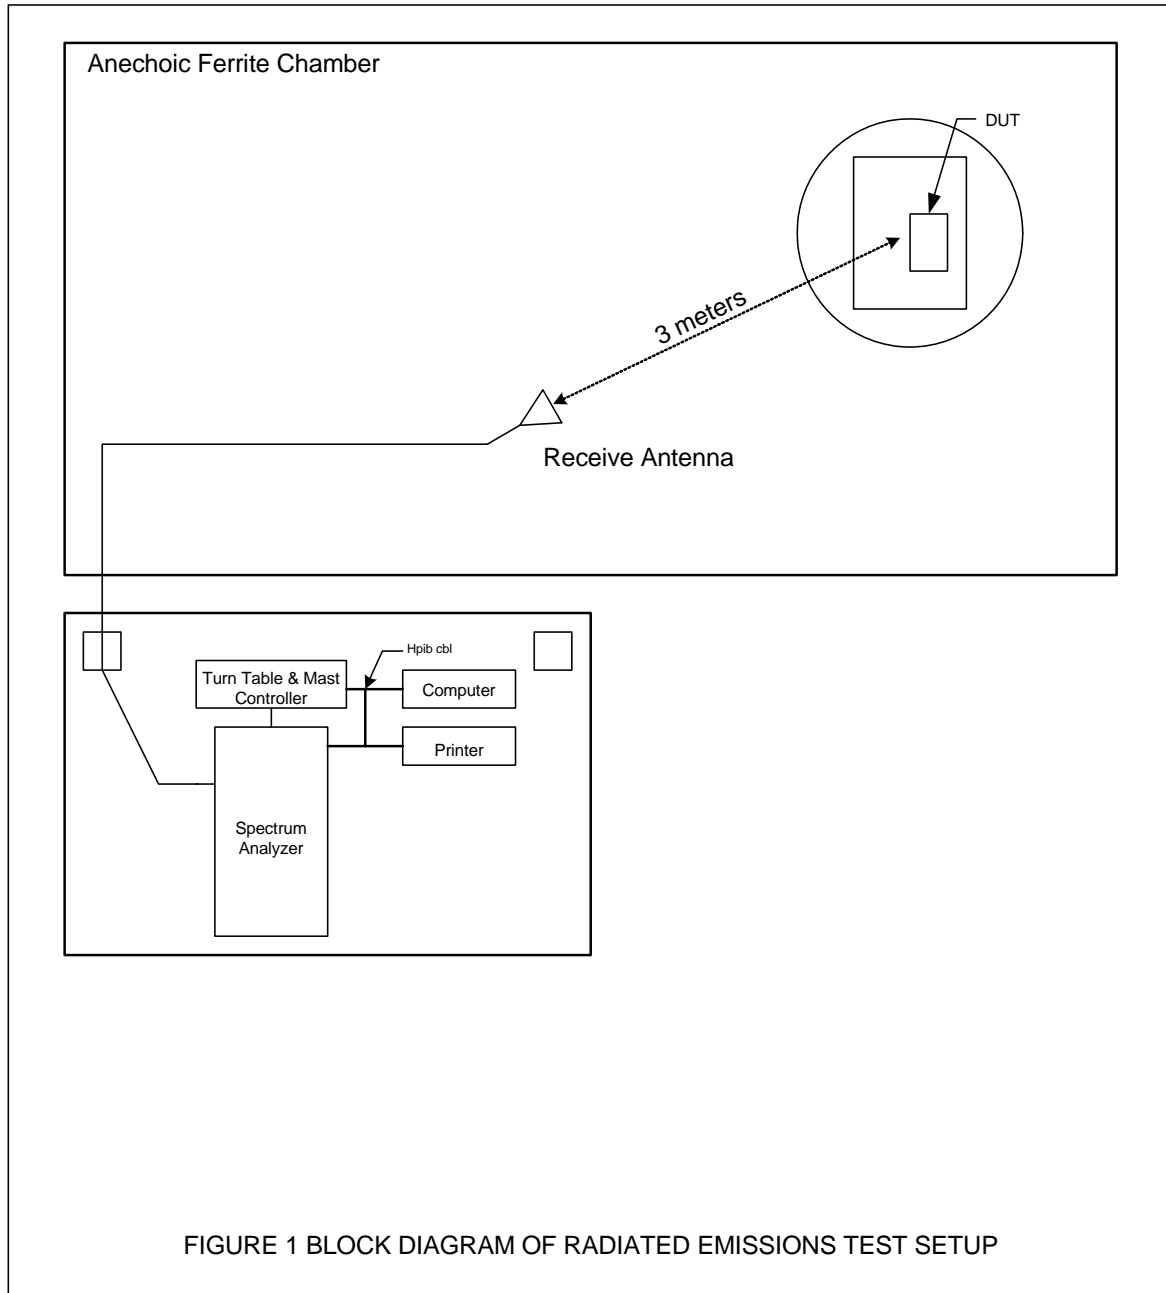 Anechoic Ferrite Chamber
DUT
3 meters
Receive Antenna
Hpib cbl
Turn Table & Mast
Controller
Computer
Printer
Spectrum
Analyzer
FIGURE 1 BLOCK DIAGRAM OF RADIATED EMISSIONS TEST SETUP